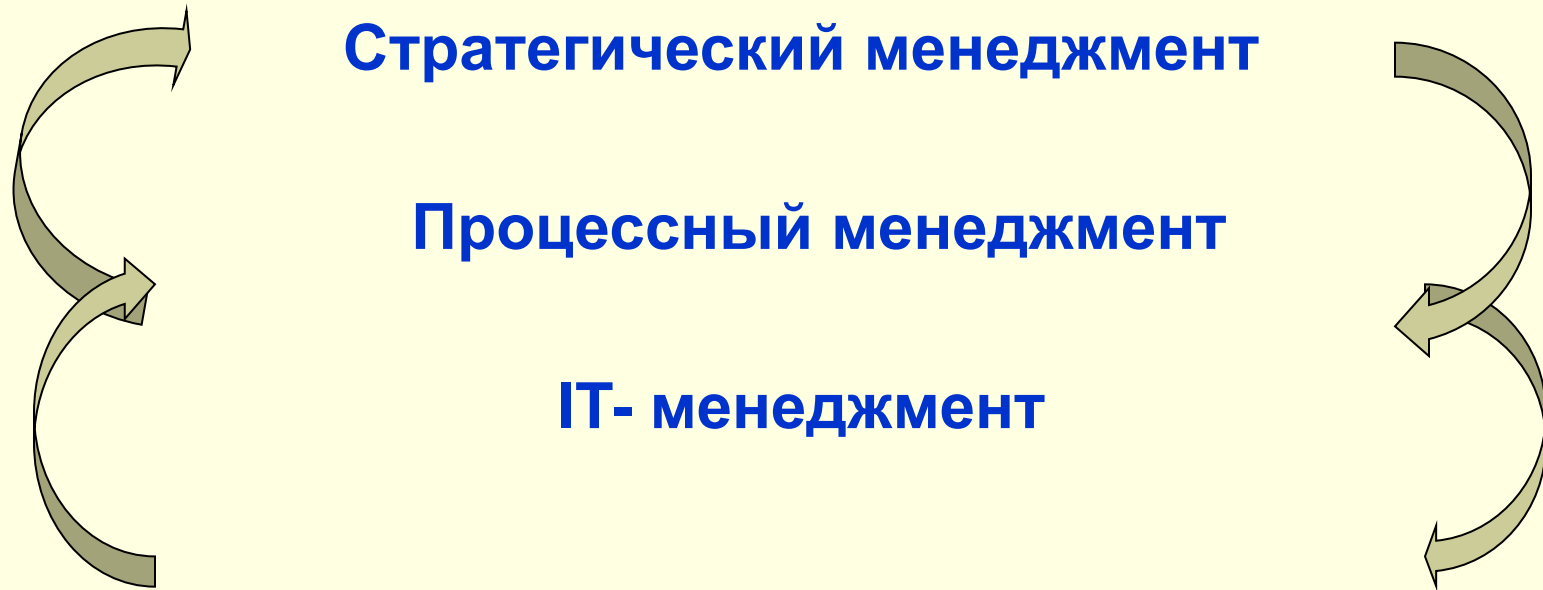 Стратегический менеджмент
Процессный менеджмент
IT- менеджмент